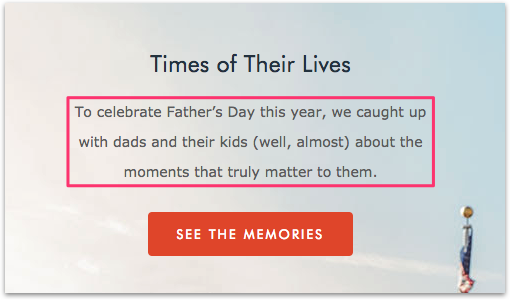 Times of Their Lives
To celebrate Father’s Day this year, we caught up
with dads and their kids (well, almost) about the
moments that truly matter to them.
SEE THE MEMORIES